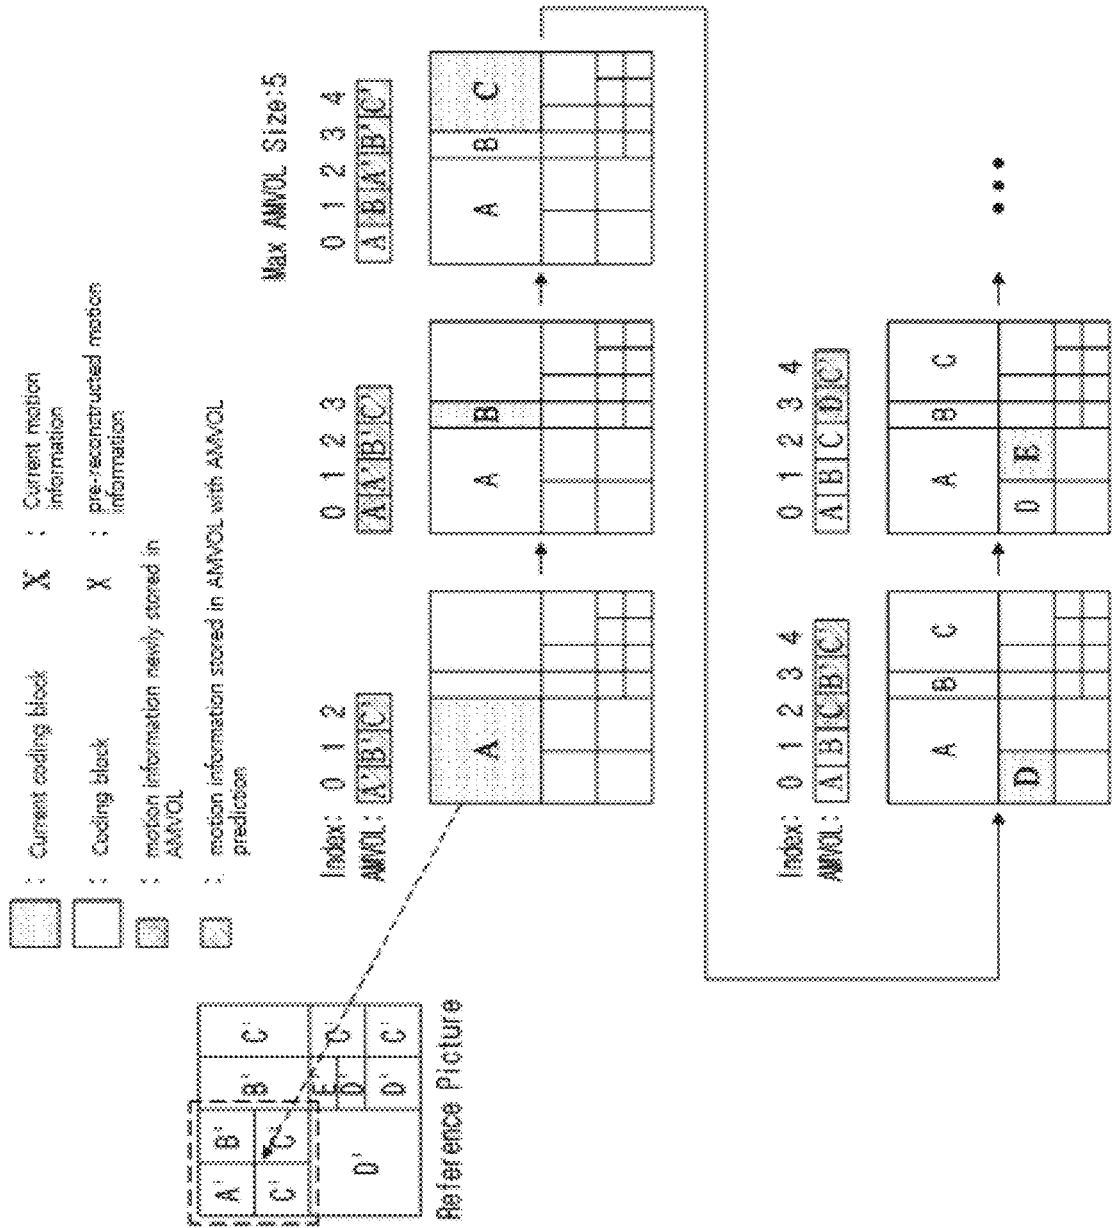 : Current coding block
X : Current motion information
: Coding block
X : pre-reconstructed motion information
: motion information newly stored in AMVOL
: motion information stored in AMVOL with AMVOL prediction
Max AMVOL Size:5
Index: 0 1 2
AMVOL: A' B' C'
A
0 1 2 3
A A' B' C'
A B
0 1 2 3 4
A B A' B' C'
A B C
A' B' B' C'
C' C' E' C'
D' D'
D' D' C'
Reference Picture
Index: 0 1 2 3 4
AMVOL: A B C B' C'
A B C
D
0 1 2 3 4
A B C D C'
A B C
D E